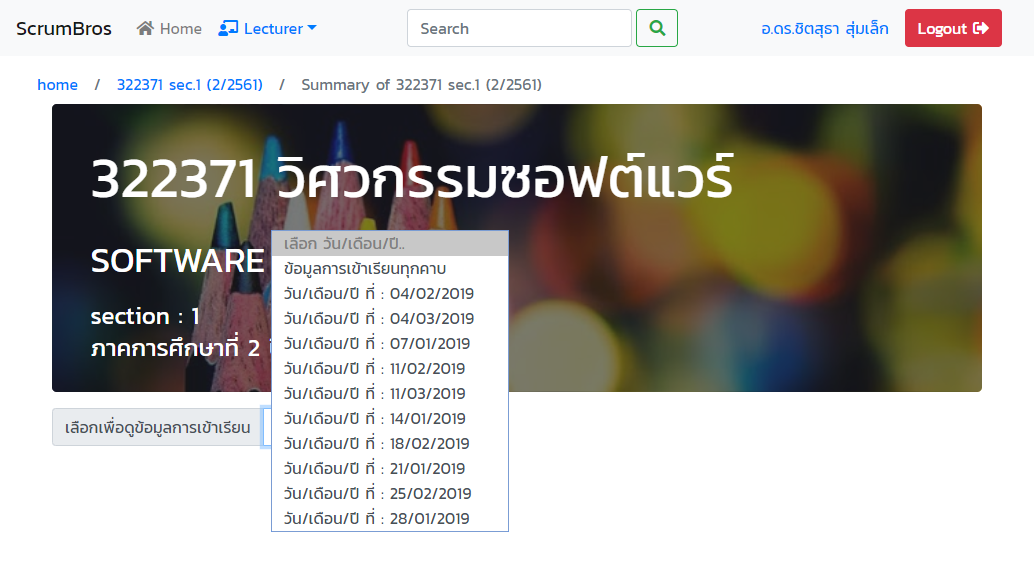 ScrumBros Home Lecturer Search อ.ดร.ชิตสุธา สุ่มเล็ก Logout
home / 322371 sec.1 (2/2561) / Summary of 322371 sec.1 (2/2561)
322371 วิศวกรรมซอฟต์แวร์
SOFTWARE
section : 1
ภาคการศึกษาที่ 2
เลือกเพื่อดูข้อมูลการเข้าเรียน
เลือก วัน/เดือน/ปี..
ข้อมูลการเข้าเรียนทุกคาบ
วัน/เดือน/ปี ที่ : 04/02/2019
วัน/เดือน/ปี ที่ : 04/03/2019
วัน/เดือน/ปี ที่ : 07/01/2019
วัน/เดือน/ปี ที่ : 11/02/2019
วัน/เดือน/ปี ที่ : 11/03/2019
วัน/เดือน/ปี ที่ : 14/01/2019
วัน/เดือน/ปี ที่ : 18/02/2019
วัน/เดือน/ปี ที่ : 21/01/2019
วัน/เดือน/ปี ที่ : 25/02/2019
วัน/เดือน/ปี ที่ : 28/01/2019